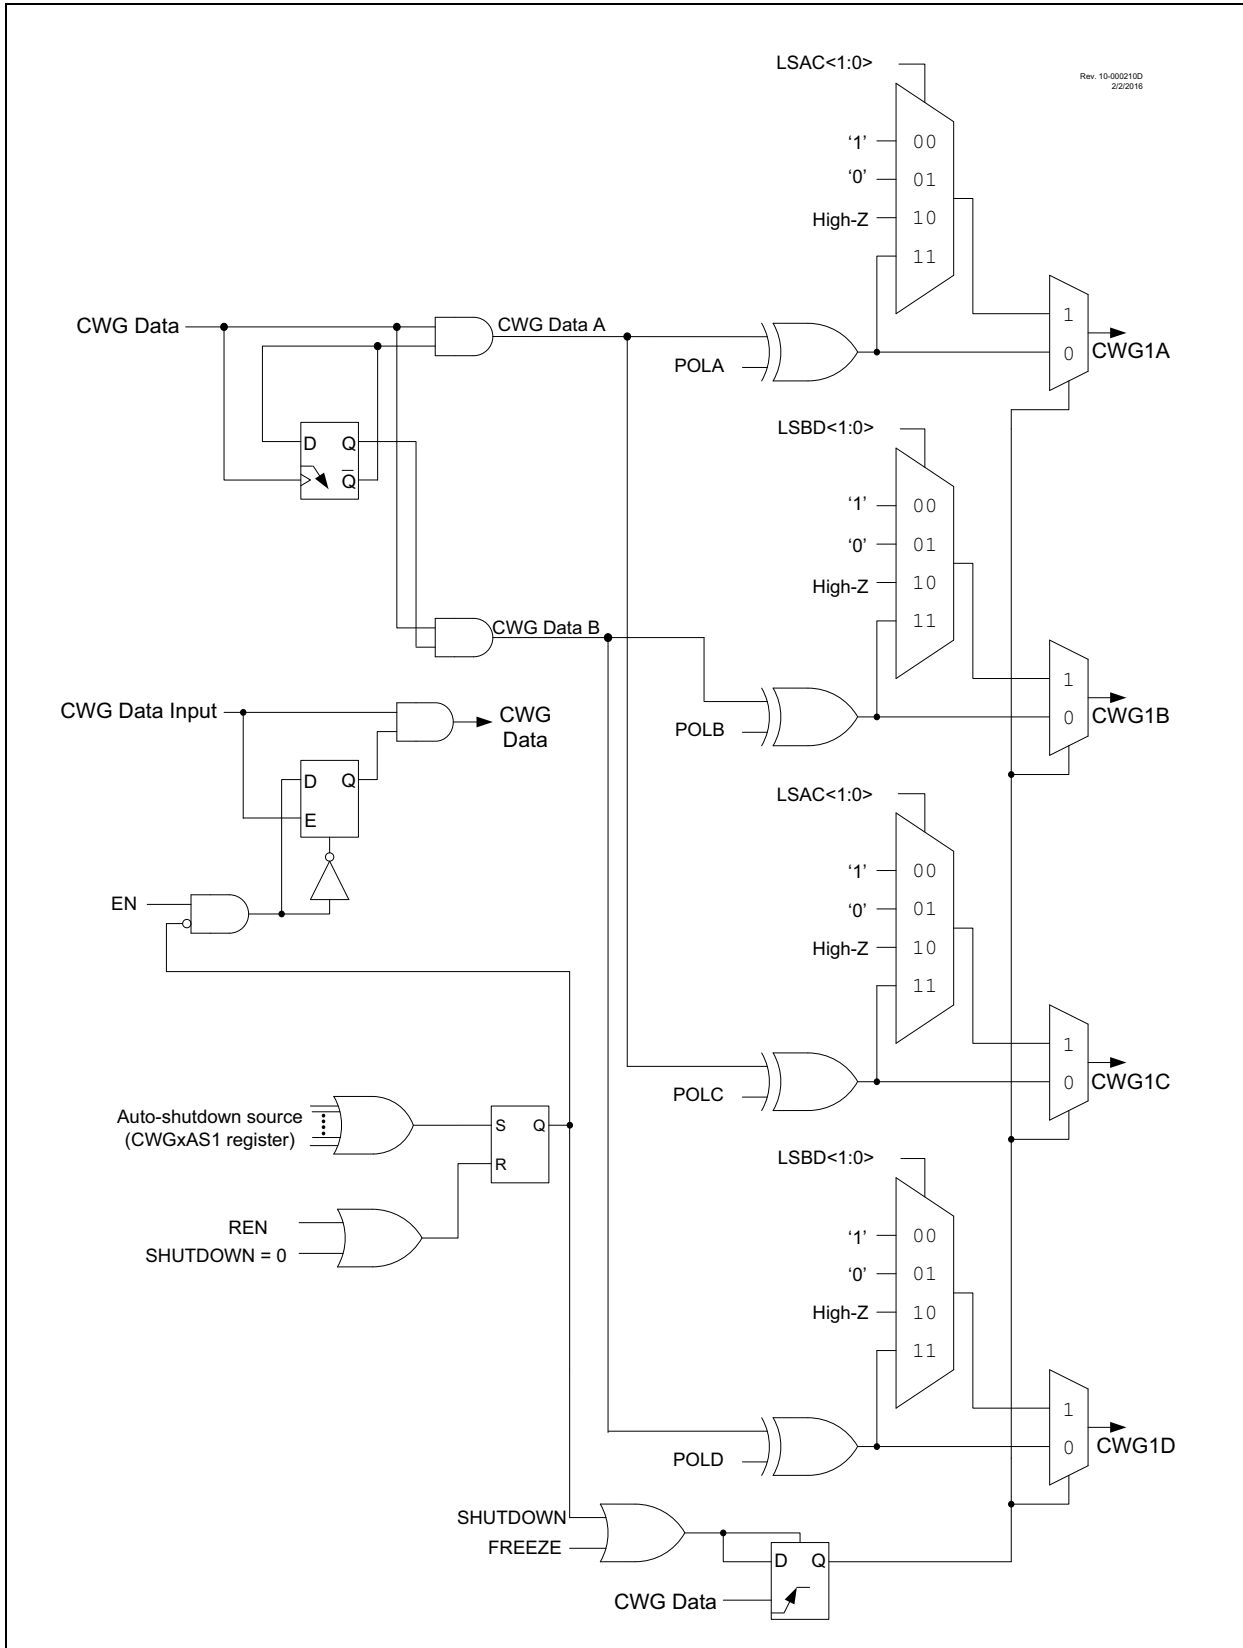 LSAC<1:0>
Rev. 10-000210D
2/2/2016
‘1’ 00
‘0’ 01
High-Z 10
11
CWG Data
CWG Data A
POLA
1
0
CWG1A
D Q
Q̅
LSBD<1:0>
‘1’ 00
‘0’ 01
High-Z 10
11
CWG Data B
POLB
1
0
CWG1B
CWG Data Input
CWG
Data
D Q
E
EN
LSAC<1:0>
‘1’ 00
‘0’ 01
High-Z 10
11
POLC
1
0
CWG1C
Auto-shutdown source
(CWGxAS1 register)
S Q
R
REN
SHUTDOWN = 0
LSBD<1:0>
‘1’ 00
‘0’ 01
High-Z 10
11
POLD
1
0
CWG1D
SHUTDOWN
FREEZE
D Q
CWG Data